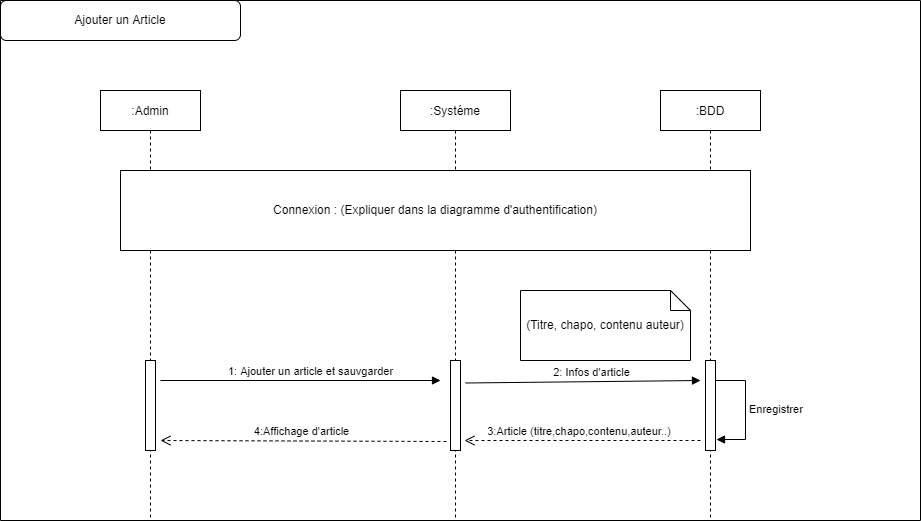 Ajouter un Article
:Admin
:Systéme
:BDD
Connexion : (Expliquer dans la diagramme d'authentification)
(Titre, chapo, contenu auteur)
1: Ajouter un article et sauvgarder
2: Infos d'article
Enregistrer
4:Affichage d'article
3:Article (titre,chapo,contenu,auteur..)